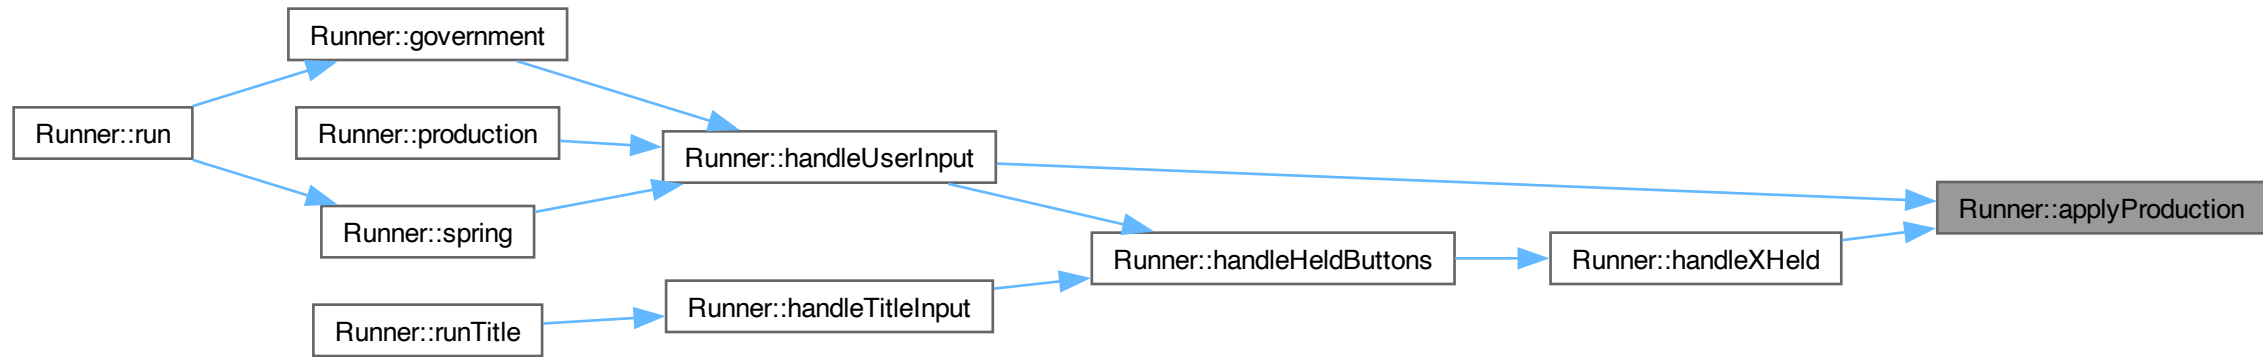 Runner::government
Runner::run
Runner::production
Runner::handleUserInput
Runner::applyProduction
Runner::spring
Runner::handleHeldButtons
Runner::handleXHeld
Runner::handleTitleInput
Runner::runTitle